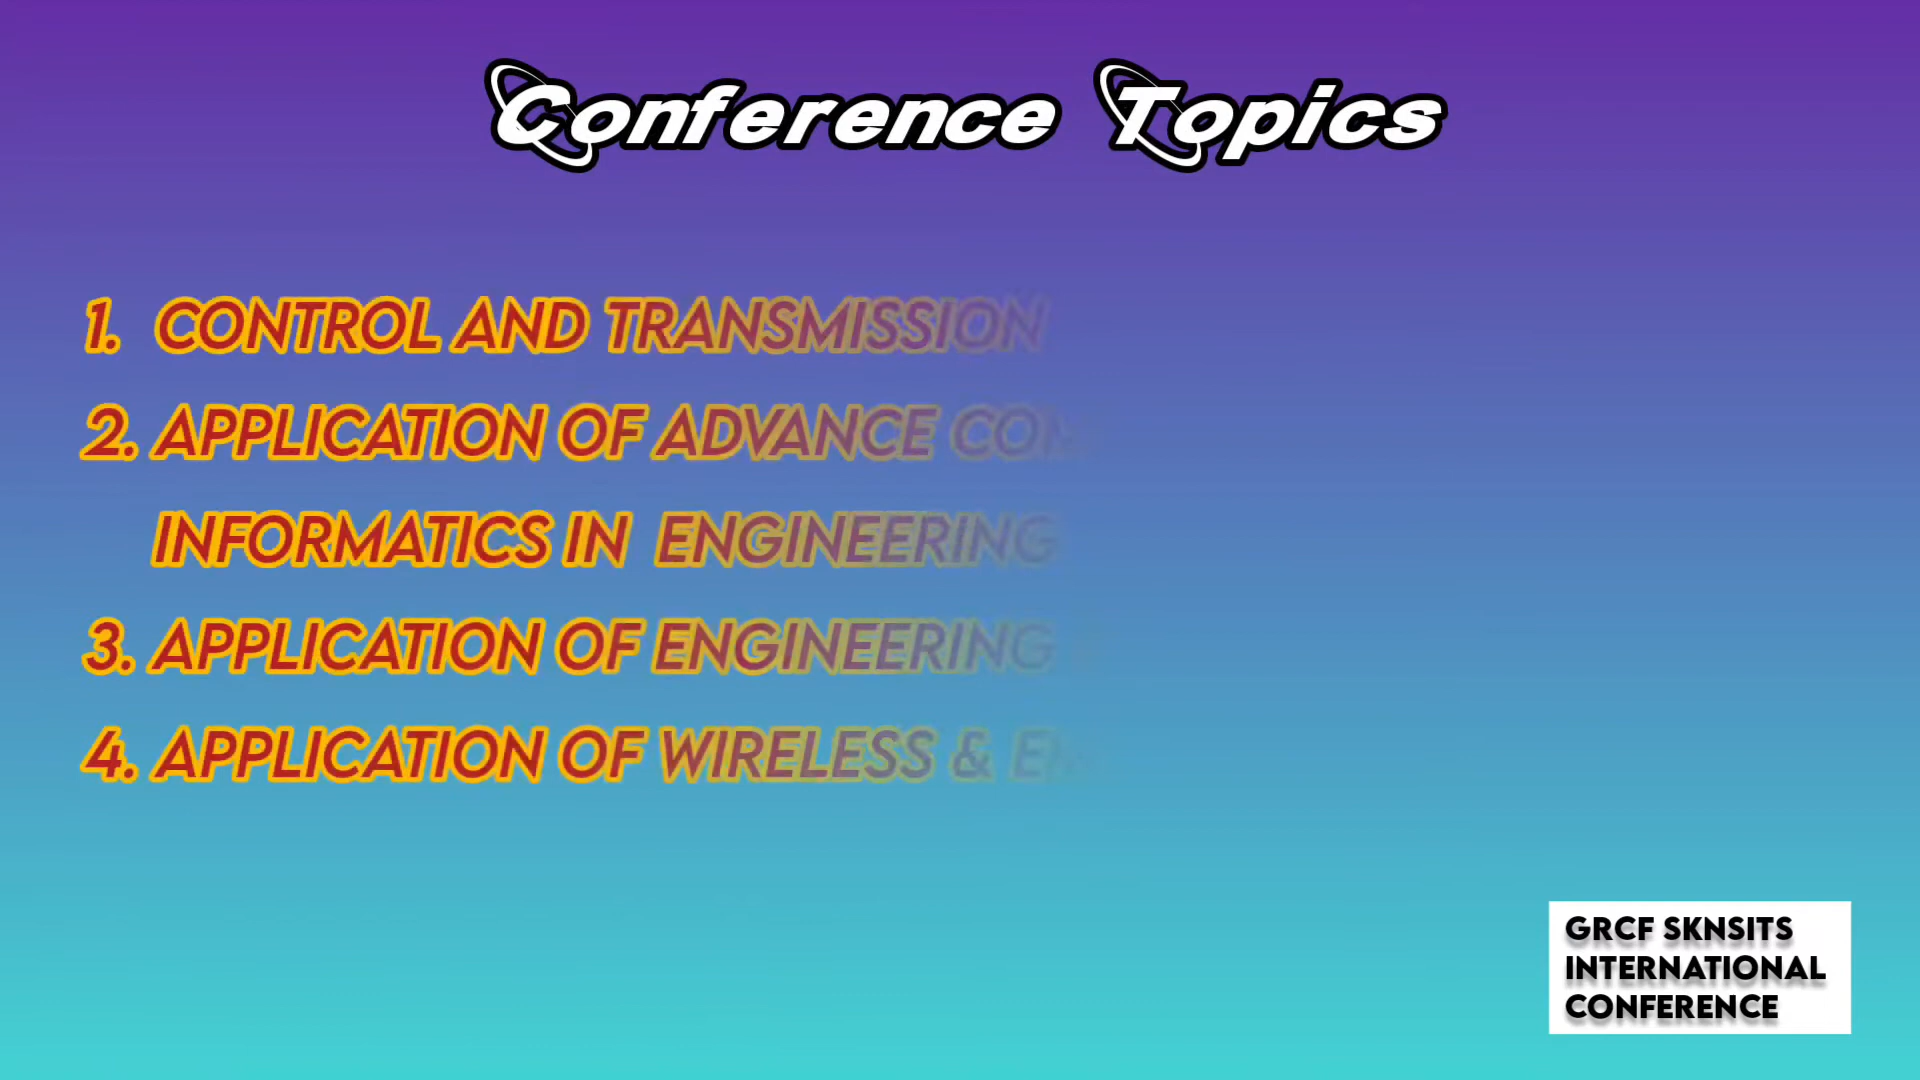 Conference Topics
1. CONTROL AND TRANSMISSION
2. APPLICATION OF ADVANCE
INFORMATICS IN ENGINEERING
3. APPLICATION OF ENGINEERING
4. APPLICATION OF WIRELESS &
GRCF SKNSITS
INTERNATIONAL
CONFERENCE